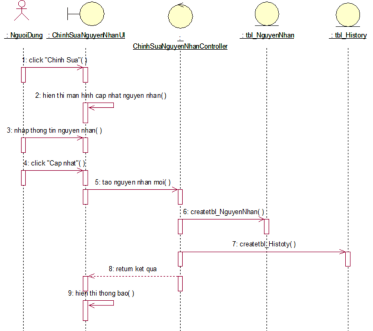 : NguoiDung
: ChinhSuaNguyenNhanUI
:
ChinhSuaNguyenNhanController
: tbl_NguyenNhan
: tbl_History
1: click "Chinh Sua"( )
2: hien thi man hinh cap nhat nguyen nhan( )
3: nhap thong tin nguyen nhan( )
4: click "Cap nhat"( )
5: tao nguyen nhan moi( )
6: createtbl_NguyenNhan( )
7: createtbl_Histoty( )
8: return ket qua
9: hien thi thong bao( )